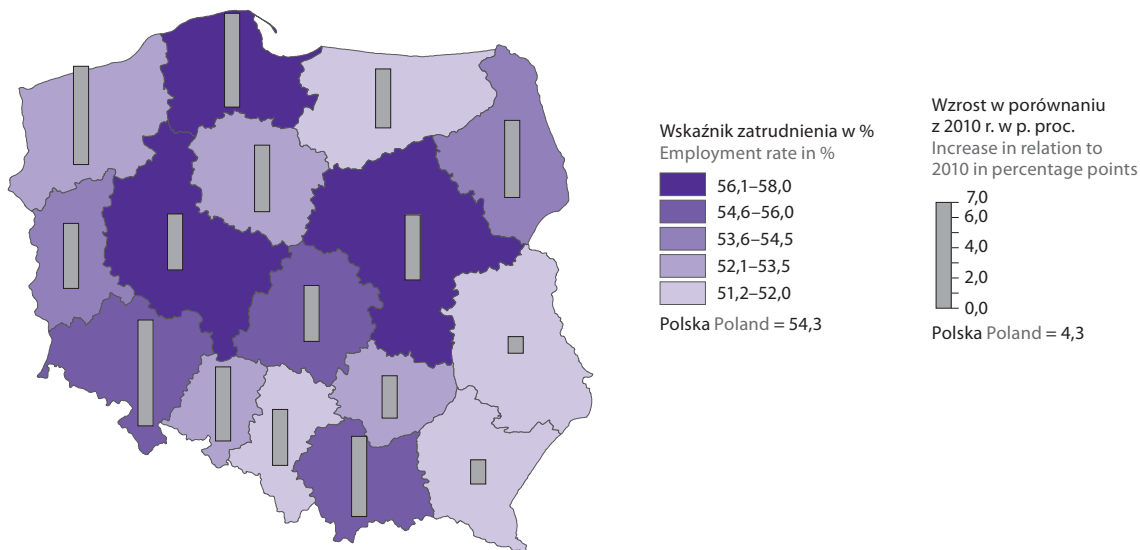 Wskaźnik zatrudnienia w %
Employment rate in %
56,1–58,0
54,6–56,0
53,6–54,5
52,1–53,5
51,2–52,0
Polska Poland = 54,3
Wzrost w porównaniu
z 2010 r. w p. proc.
Increase in relation to
2010 in percentage points
7,0
6,0
4,0
2,0
0,0
Polska Poland = 4,3